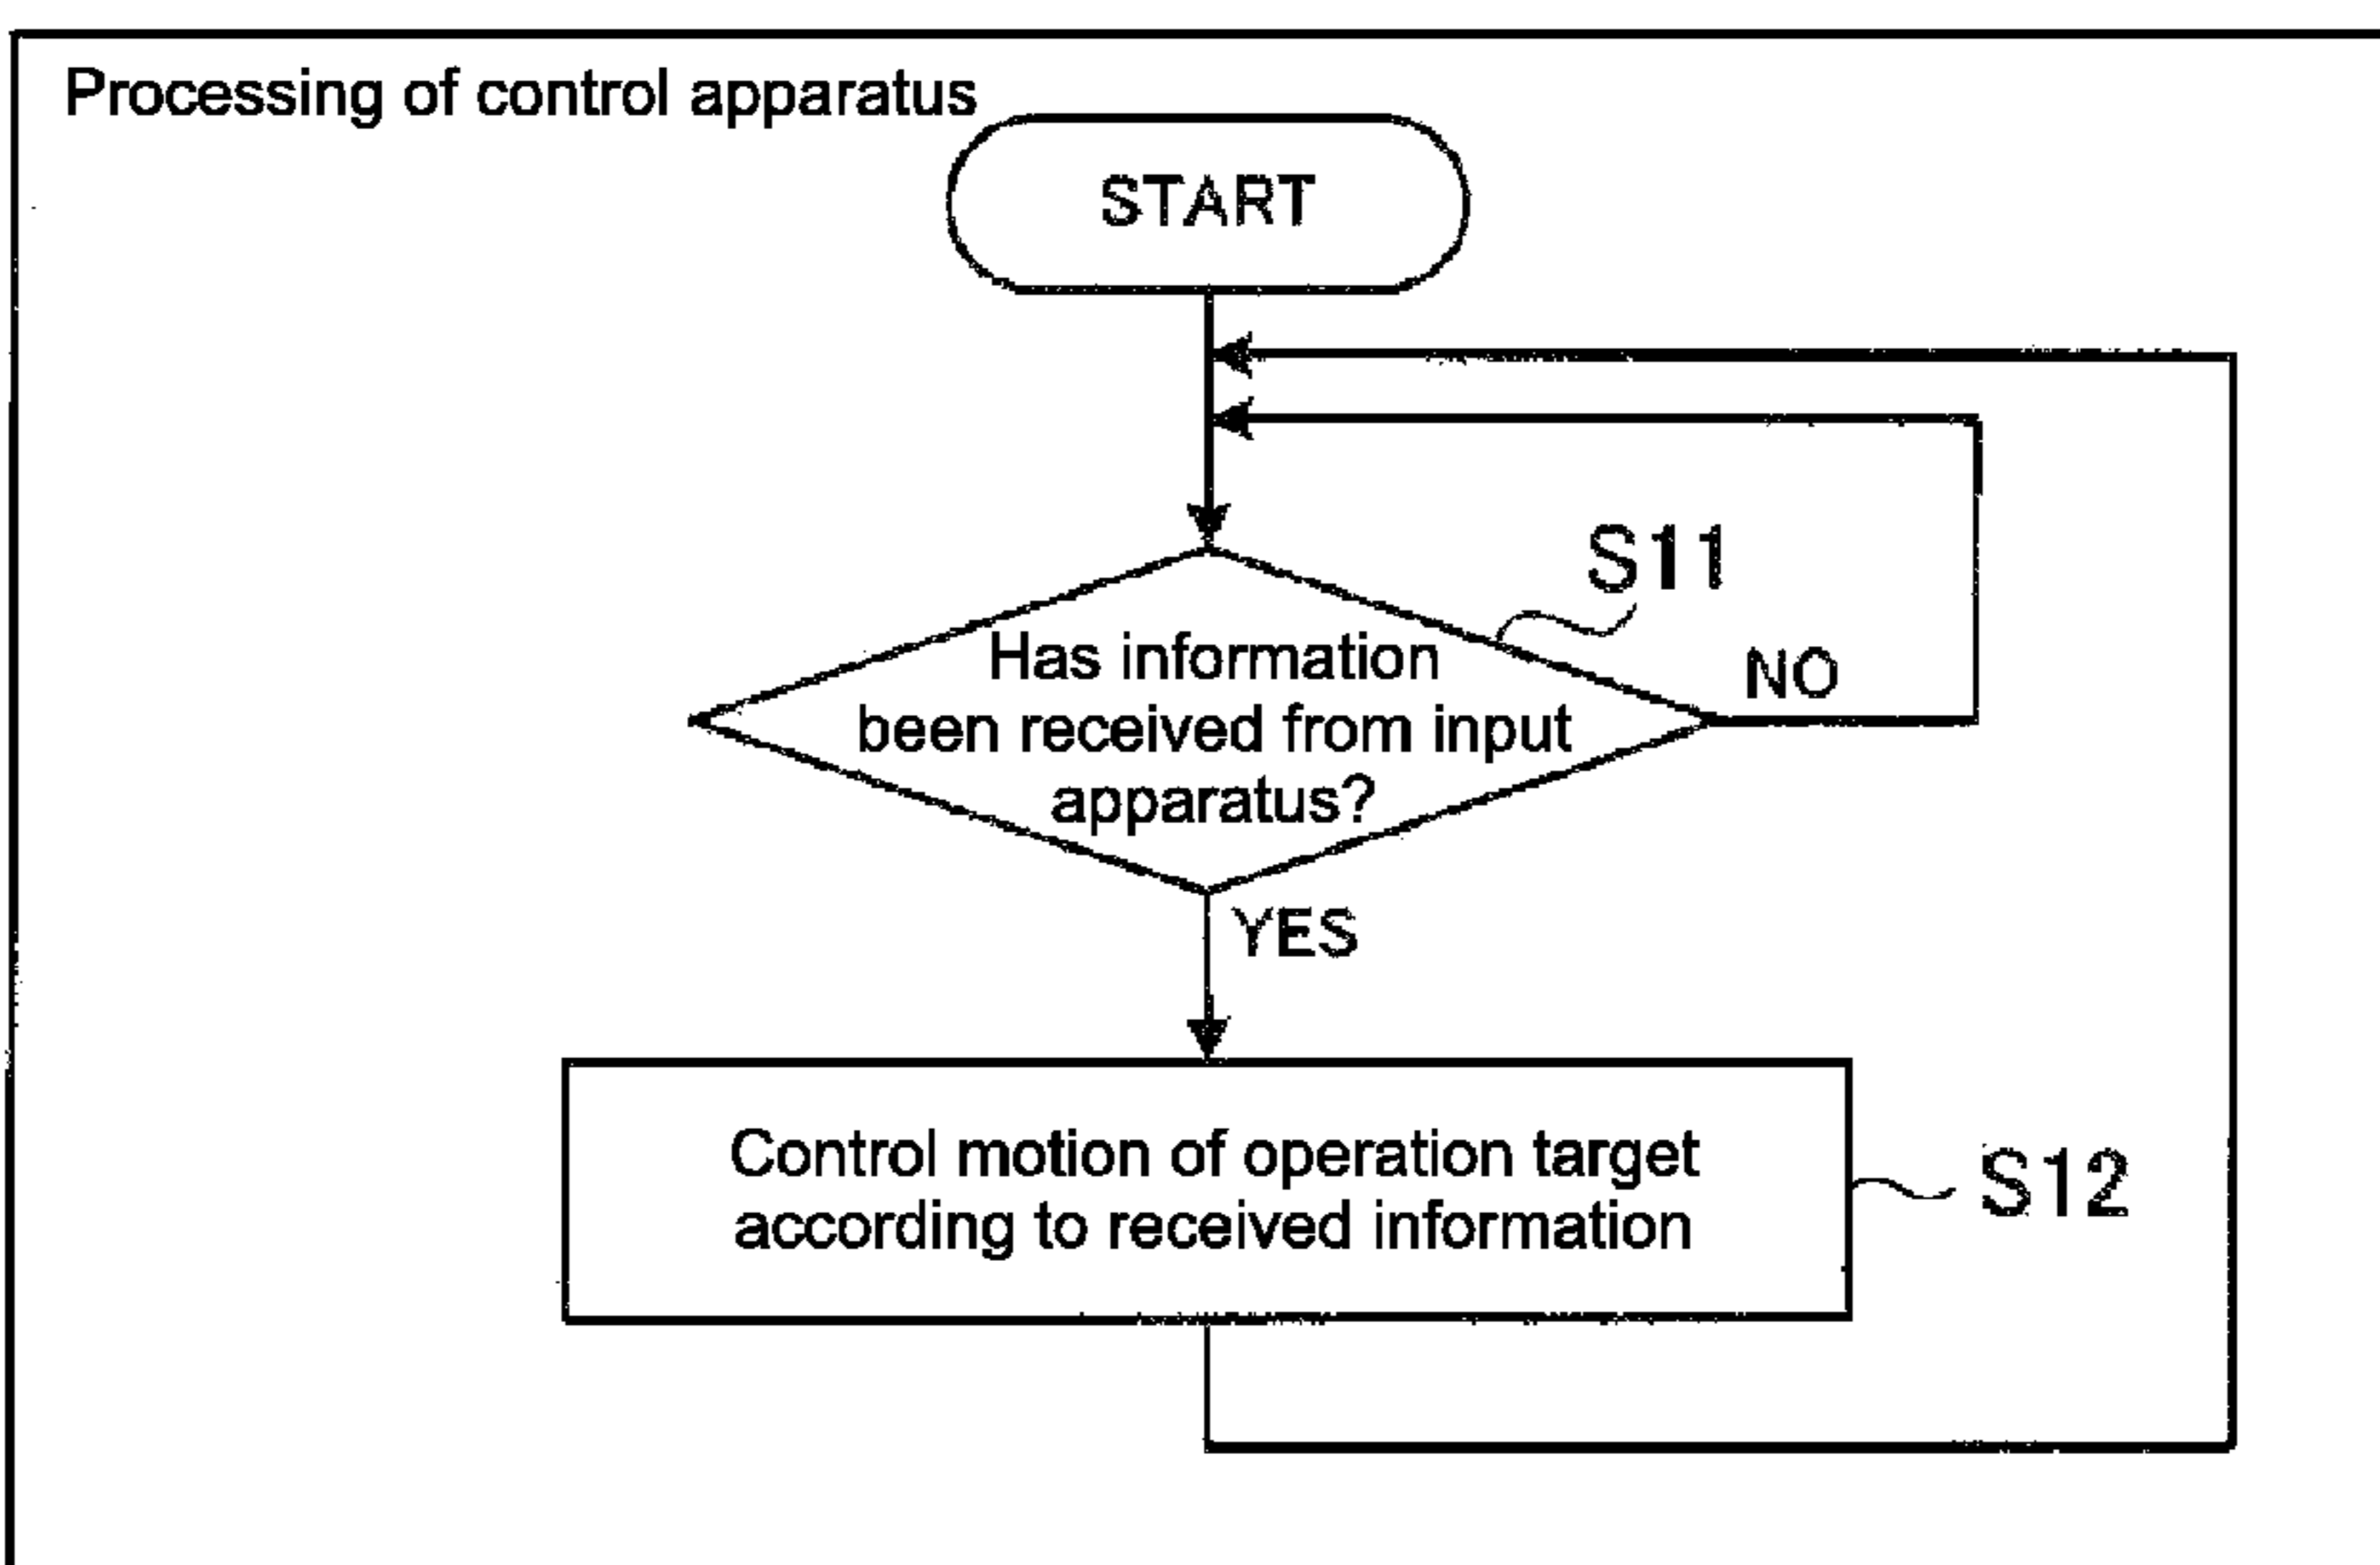 Processing of control apparatus
START
S11
Has information
been received from input
apparatus?
NO
YES
Control motion of operation target
according to received information
S12